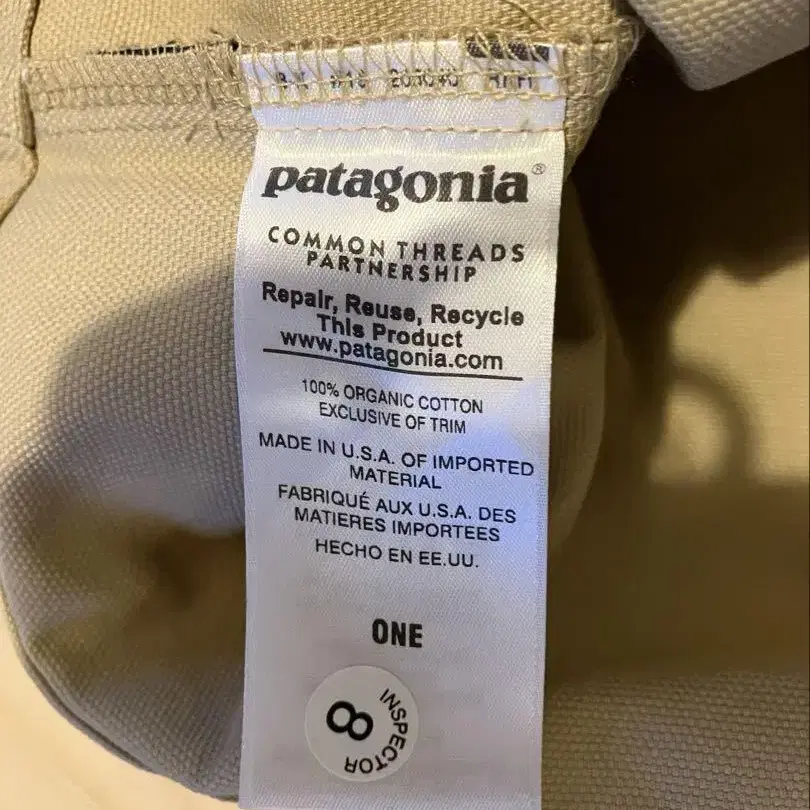 patagonia®
COMMON THREADS
PARTNERSHIP
Repair, Reuse, Recycle
This Product
www.patagonia.com
100% ORGANIC COTTON
EXCLUSIVE OF TRIM
MADE IN U.S.A. OF IMPORTED
MATERIAL
FABRIQUÉ AUX U.S.A. DES
MATIERES IMPORTEES
HECHO EN EE.UU.
ONE
INSPECTOR
8